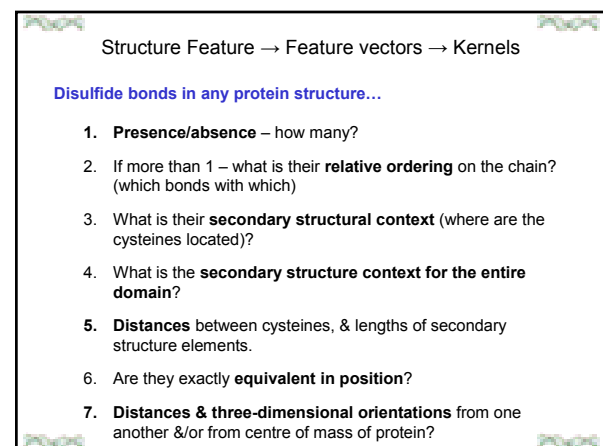 Structure Feature → Feature vectors → Kernels
Disulfide bonds in any protein structure…
1. Presence/absence – how many?
2. If more than 1 – what is their relative ordering on the chain?
(which bonds with which)
3. What is their secondary structural context (where are the
cysteines located)?
4. What is the secondary structure context for the entire
domain?
5. Distances between cysteines, & lengths of secondary
structure elements.
6. Are they exactly equivalent in position?
7. Distances & three-dimensional orientations from one
another &/or from centre of mass of protein?